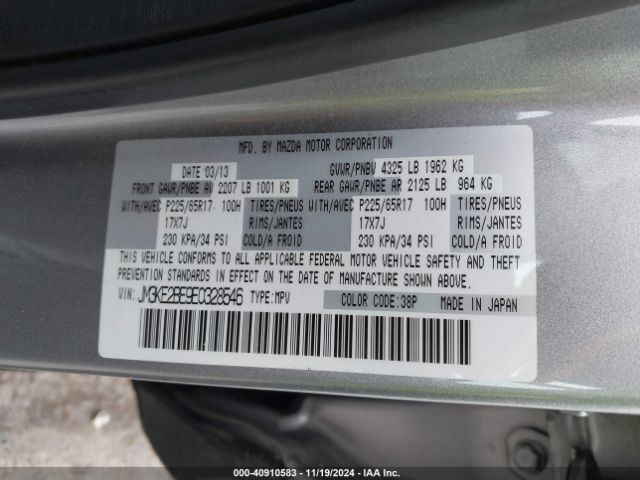 MFD. BY MAZDA MOTOR CORPORATION
DATE 03/13 GVWR/PNBV 4325 LB 1962 KG
FRONT GAWR/PNBE AV 2207 LB 1001 KG REAR GAWR/PNBE AR 2125 LB 964 KG
WITH/AVEC P225/65R17 100H TIRES/PNEUS WITH/AVEC P225/65R17 100H TIRES/PNEUS
17X7J RIMS/JANTES 17X7J RIMS/JANTES
230 KPA/34 PSI COLD/A FROID 230 KPA/34 PSI COLD/A FROID
THIS VEHICLE CONFORMS TO ALL APPLICABLE FEDERAL MOTOR VEHICLE SAFETY AND THEFT
PREVENTION STANDARDS IN EFFECT ON THE DATE OF MANUFACTURE SHOWN ABOVE.
VIN: JM3KE2BE9E0328546 TYPE:MPV COLOR CODE:38P MADE IN JAPAN
000-40910583 - 11/19/2024 - IAA Inc.